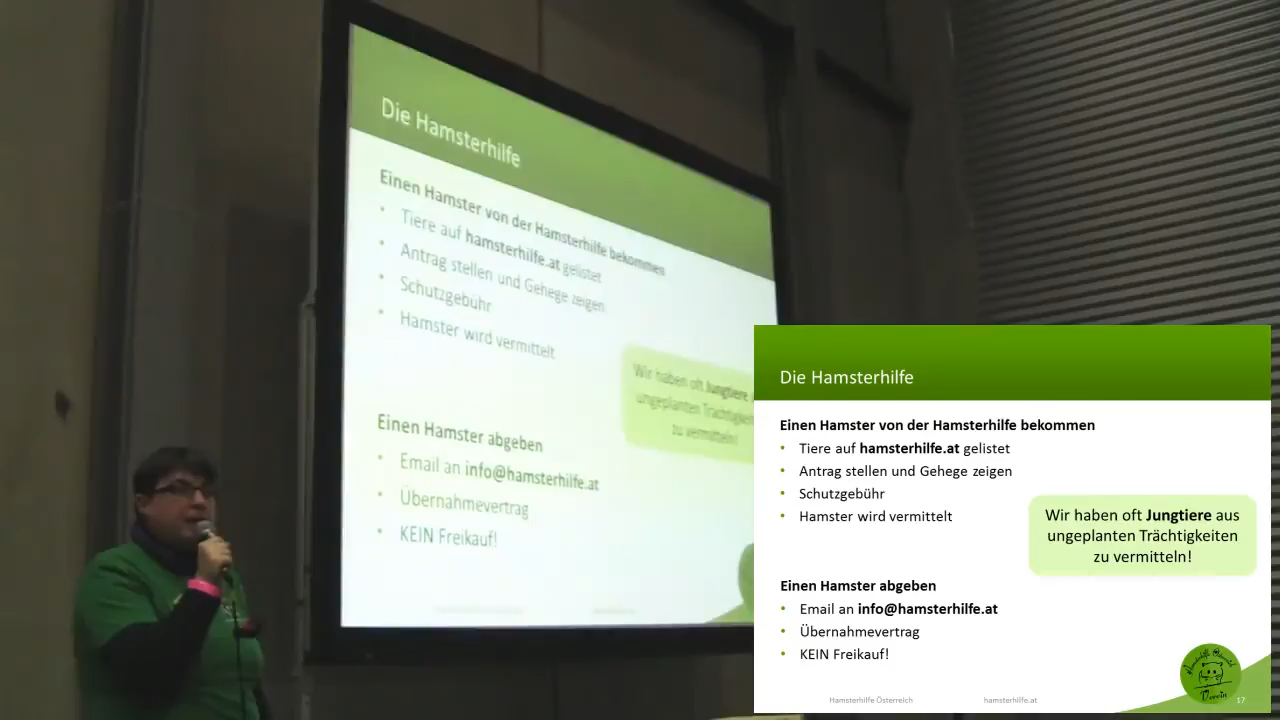 Die Hamsterhilfe
Einen Hamster von der Hamsterhilfe bekommen
• Tiere auf hamsterhilfe.at gelistet
• Antrag stellen und Gehege zeigen
• Schutzgebühr
• Hamster wird vermittelt
Wir haben oft Jungtiere
ungeplanten Trächtigkei
zu vermitteln!
Einen Hamster abgeben
• Email an info@hamsterhilfe.at
• Übernahmevertrag
• KEIN Freikauf!
Die Hamsterhilfe
Einen Hamster von der Hamsterhilfe bekommen
• Tiere auf hamsterhilfe.at gelistet
• Antrag stellen und Gehege zeigen
• Schutzgebühr
• Hamster wird vermittelt
Wir haben oft Jungtiere aus
ungeplanten Trächtigkeiten
zu vermitteln!
Einen Hamster abgeben
• Email an info@hamsterhilfe.at
• Übernahmevertrag
• KEIN Freikauf!
Verein
Hamsterhilfe Österreich hamsterhilfe.at 17